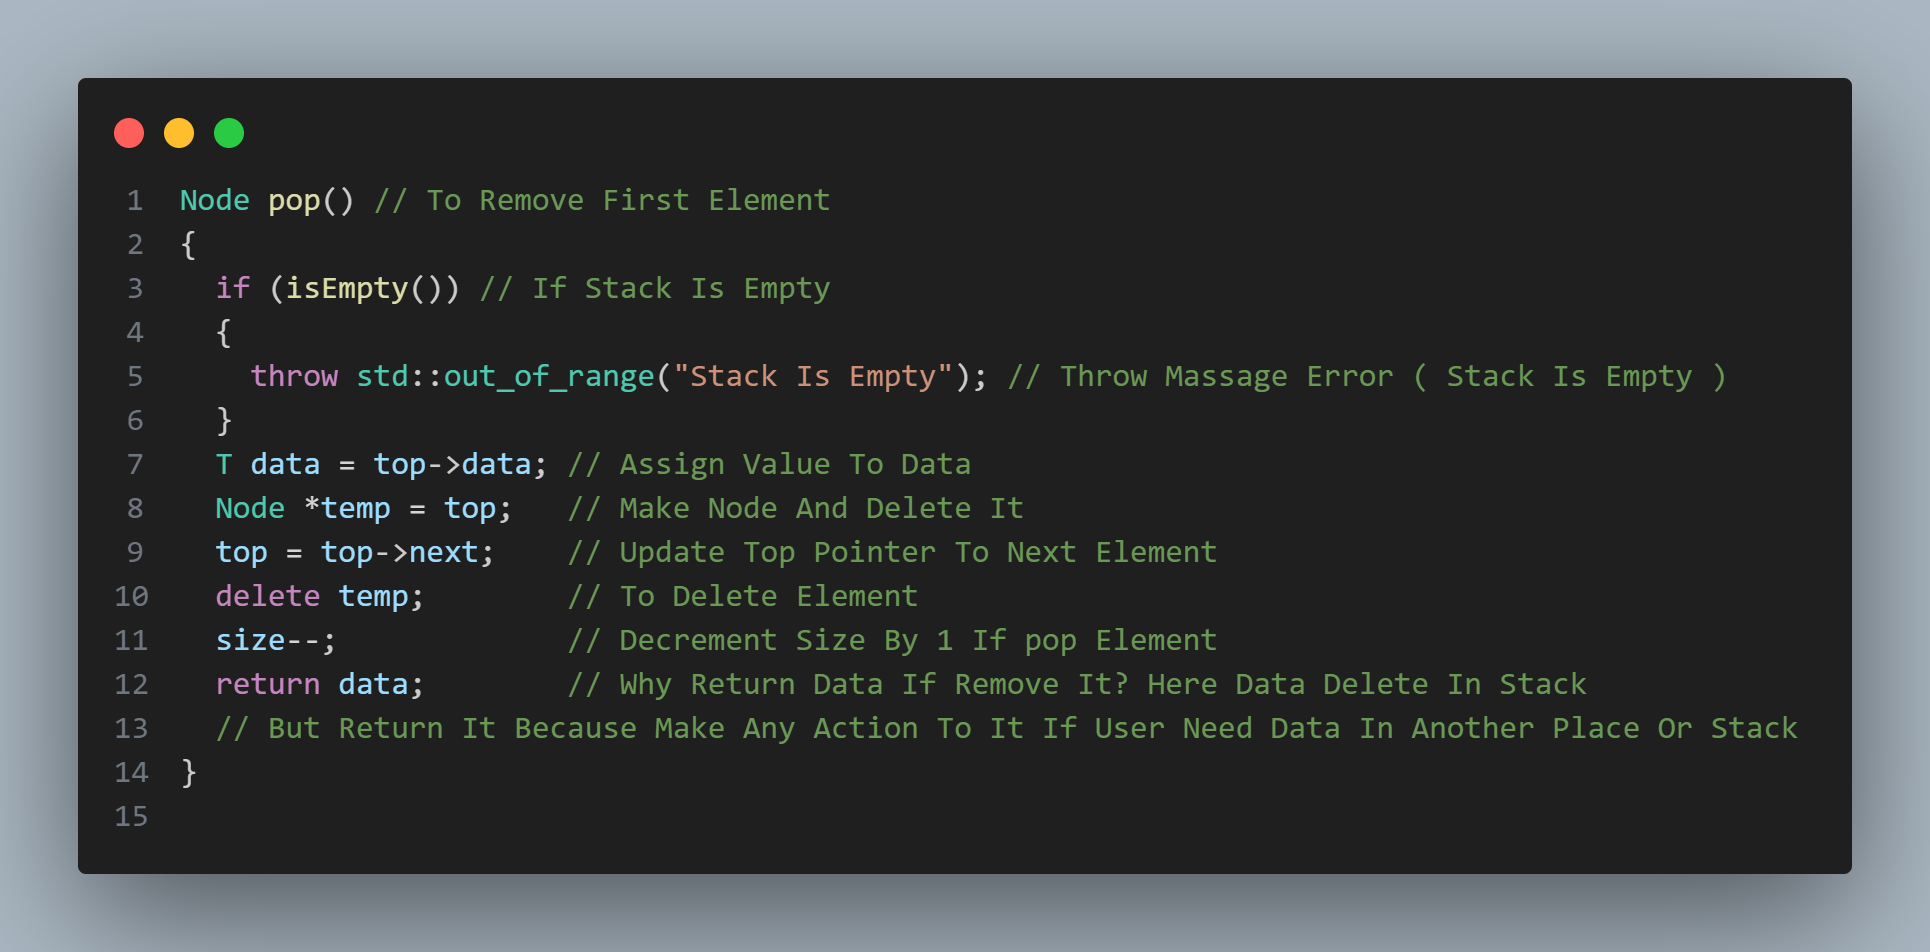 1 Node pop() // To Remove First Element
2 {
3   if (isEmpty()) // If Stack Is Empty
4   {
5     throw std::out_of_range("Stack Is Empty"); // Throw Massage Error ( Stack Is Empty )
6   }
7   T data = top->data; // Assign Value To Data
8   Node *temp = top;   // Make Node And Delete It
9   top = top->next;    // Update Top Pointer To Next Element
10   delete temp;        // To Delete Element
11   size--;             // Decrement Size By 1 If pop Element
12   return data;        // Why Return Data If Remove It? Here Data Delete In Stack
13   // But Return It Because Make Any Action To It If User Need Data In Another Place Or Stack
14 }
15